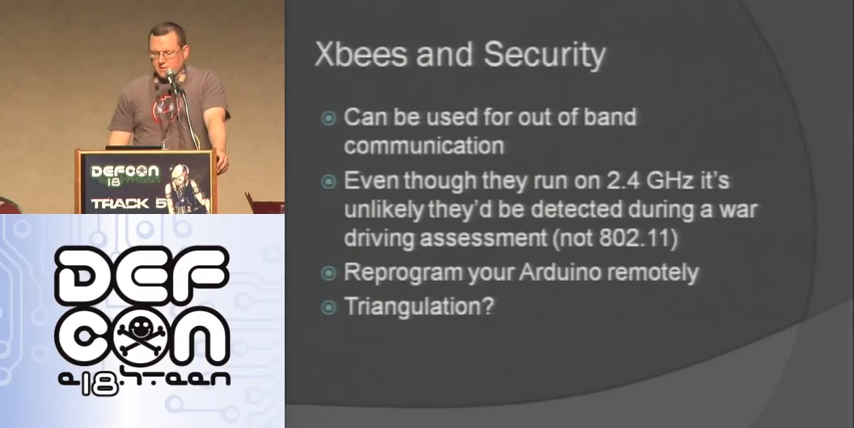 DEFCON
18
TRACK 5
DEF
CON
e18hteen
Xbees and Security
Can be used for out of band
communication
Even though they run on 2.4 GHz it's
unlikely they'd be detected during a war
driving assessment (not 802.11)
Reprogram your Arduino remotely
Triangulation?